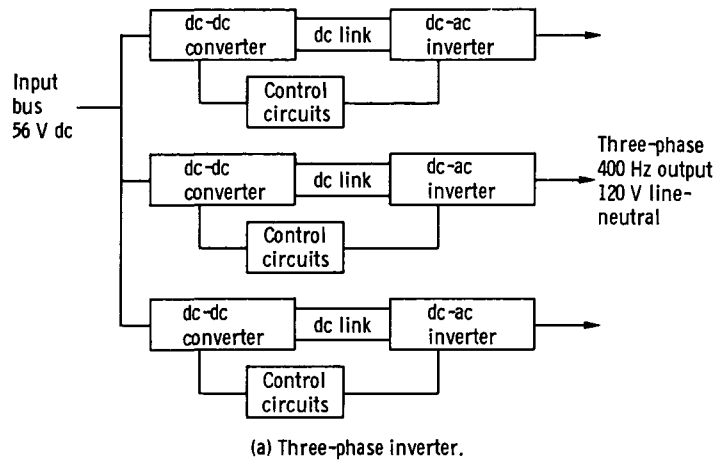 dc-dc
converter
dc link
dc-ac
inverter
Control
circuits
Input
bus
56 V dc
dc-dc
converter
dc link
dc-ac
inverter
Control
circuits
Three-phase
400 Hz output
120 V line-
neutral
dc-dc
converter
dc link
dc-ac
inverter
Control
circuits
(a) Three-phase inverter.